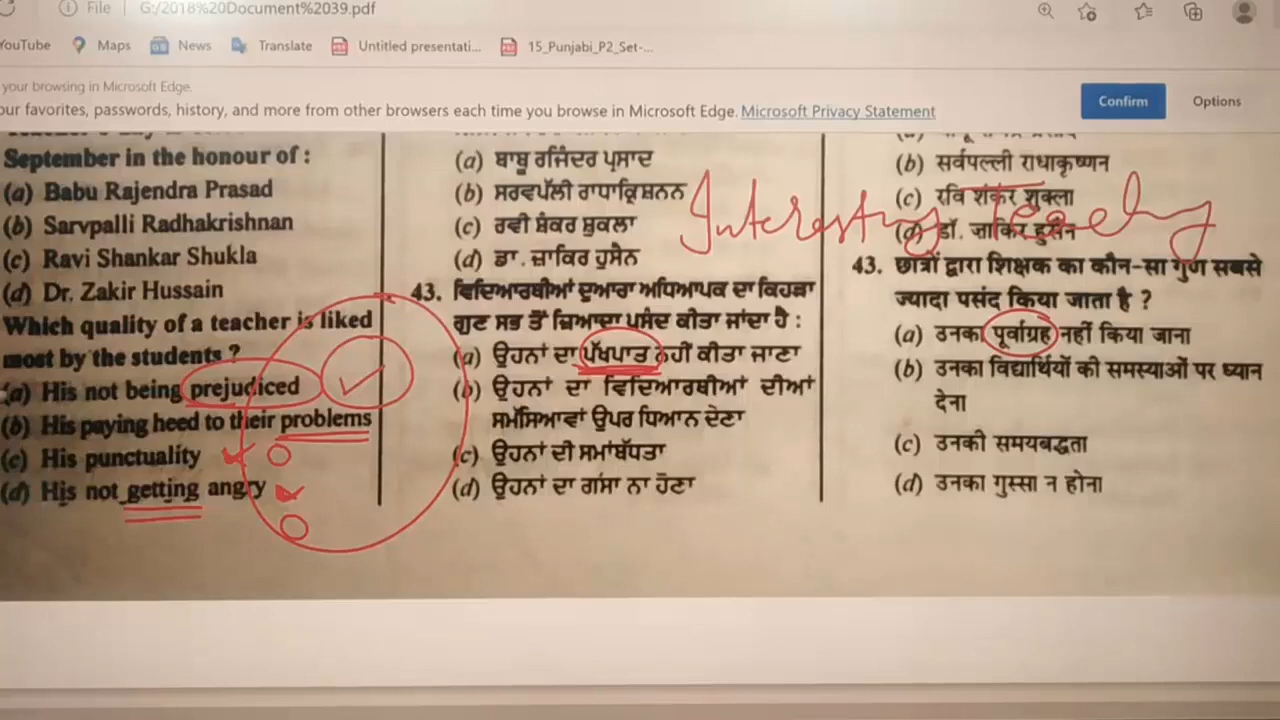 File G:/2018%20Document%2039.pdf
YouTube Maps News Translate Untitled presentati... 15_Punjabi_P2_Set-...
your browsing in Microsoft Edge.
our favorites, passwords, history, and more from other browsers each time you browse in Microsoft Edge. Microsoft Privacy Statement Confirm Options
September in the honour of :
(a) Babu Rajendra Prasad
(b) Sarvpalli Radhakrishnan
(c) Ravi Shankar Shukla
(d) Dr. Zakir Hussain
Which quality of a teacher is liked
most by the students ?
(a) His not being prejudiced
(b) His paying heed to their problems
(c) His punctuality
(d) His not getting angry
(a) ਬਾਬੂ ਰਜਿੰਦਰ ਪ੍ਰਸਾਦ
(b) ਸਰਵਪੱਲੀ ਰਾਧਾਕ੍ਰਿਸ਼ਨਨ
(c) ਰਵੀ ਸ਼ੰਕਰ ਸ਼ੁਕਲਾ
(d) ਡਾ. ਜ਼ਾਕਿਰ ਹੁਸੈਨ
43. ਵਿਦਿਆਰਥੀਆਂ ਦੁਆਰਾ ਅਧਿਆਪਕ ਦਾ ਕਿਹੜਾ
ਗੁਣ ਸਭ ਤੋਂ ਜ਼ਿਆਦਾ ਪਸੰਦ ਕੀਤਾ ਜਾਂਦਾ ਹੈ :
(a) ਉਹਨਾਂ ਦਾ ਪੱਖਪਾਤ ਨਹੀਂ ਕੀਤਾ ਜਾਣਾ
(b) ਉਹਨਾਂ ਦਾ ਵਿਦਿਆਰਥੀਆਂ ਦੀਆਂ
ਸਮੱਸਿਆਵਾਂ ਉਪਰ ਧਿਆਨ ਦੇਣਾ
(c) ਉਹਨਾਂ ਦੀ ਸਮਾਂਬੱਧਤਾ
(d) ਉਹਨਾਂ ਦਾ ਗੁੱਸਾ ਨਾ ਹੋਣਾ
Interesting
(b) सर्वपल्ली राधाकृष्णन
(c) रवि शंकर शुक्ला
(d) डॉ. ज़ाकिर हुसैन
43. छात्रों द्वारा शिक्षक का कौन-सा गुण सबसे
ज्यादा पसंद किया जाता है ?
(a) उनका पूर्वाग्रह नहीं किया जाना
(b) उनका विद्यार्थियों की समस्याओं पर ध्यान
देना
(c) उनकी समयबद्धता
(d) उनका गुस्सा न होना